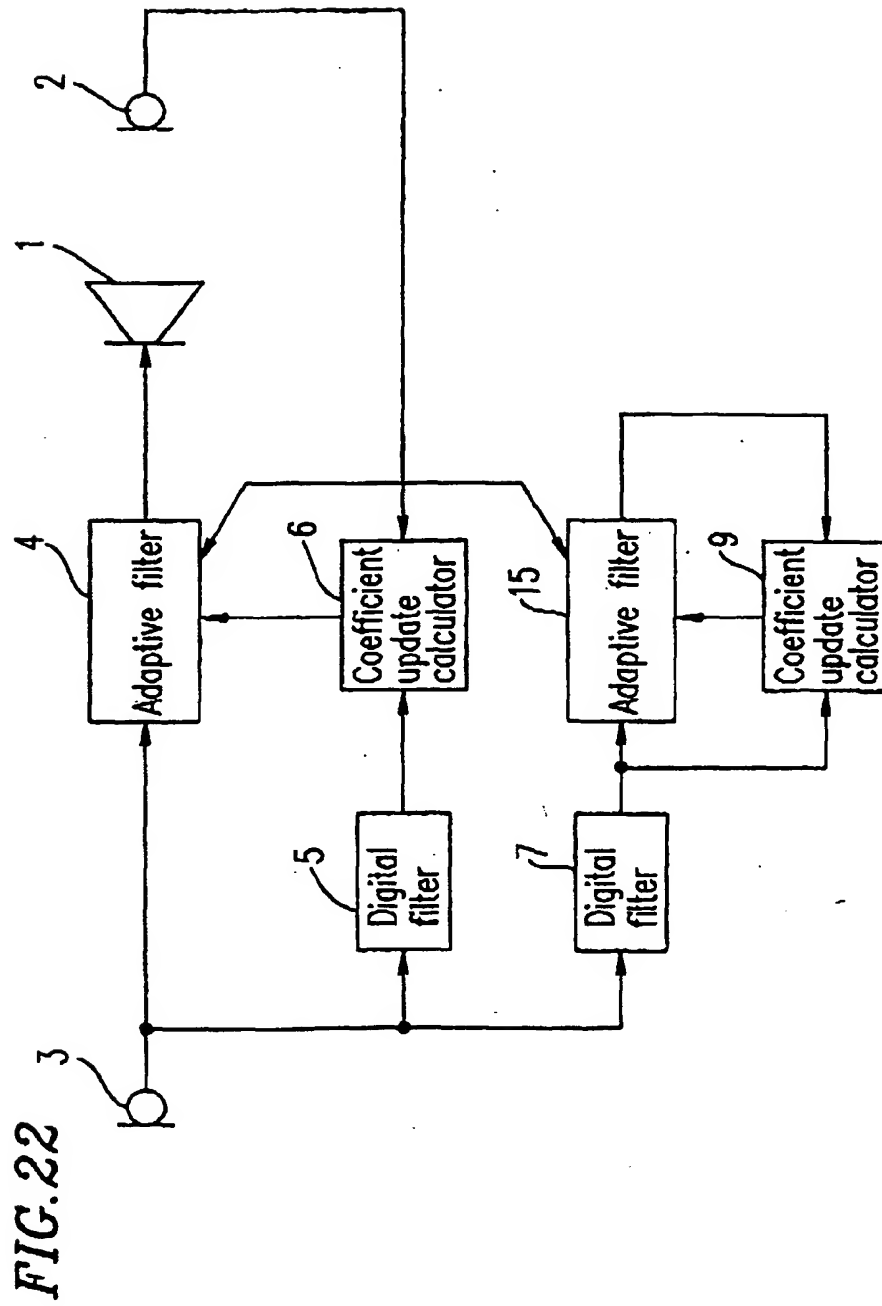 FIG.22
3
4
1
2
Adaptive filter
5
Digital
filter
6
Coefficient
update
calculator
7
Digital
filter
15
Adaptive filter
9
Coefficient
update
calculator